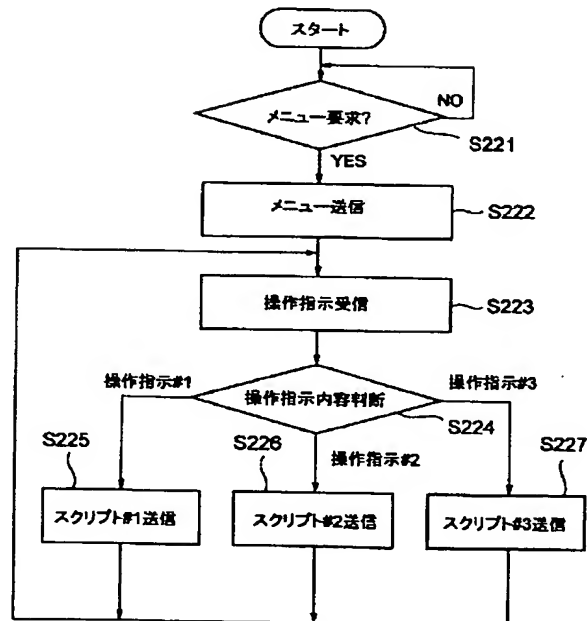 スタート
NO
メニュー要求?
S221
YES
メニュー送信
S222
操作指示受信
S223
操作指示#1
操作指示#3
操作指示内容判断
S224
S225
S226
操作指示#2
S227
スクリプト#1送信
スクリプト#2送信
スクリプト#3送信